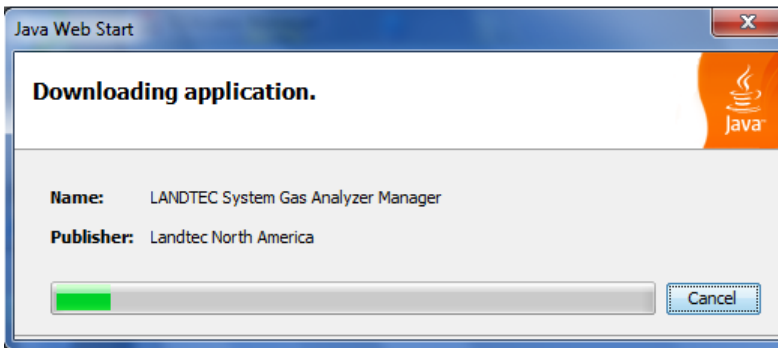 Java Web Start
Downloading application.
Java
Name: LANDTEC System Gas Analyzer Manager
Publisher: Landtec North America
Cancel